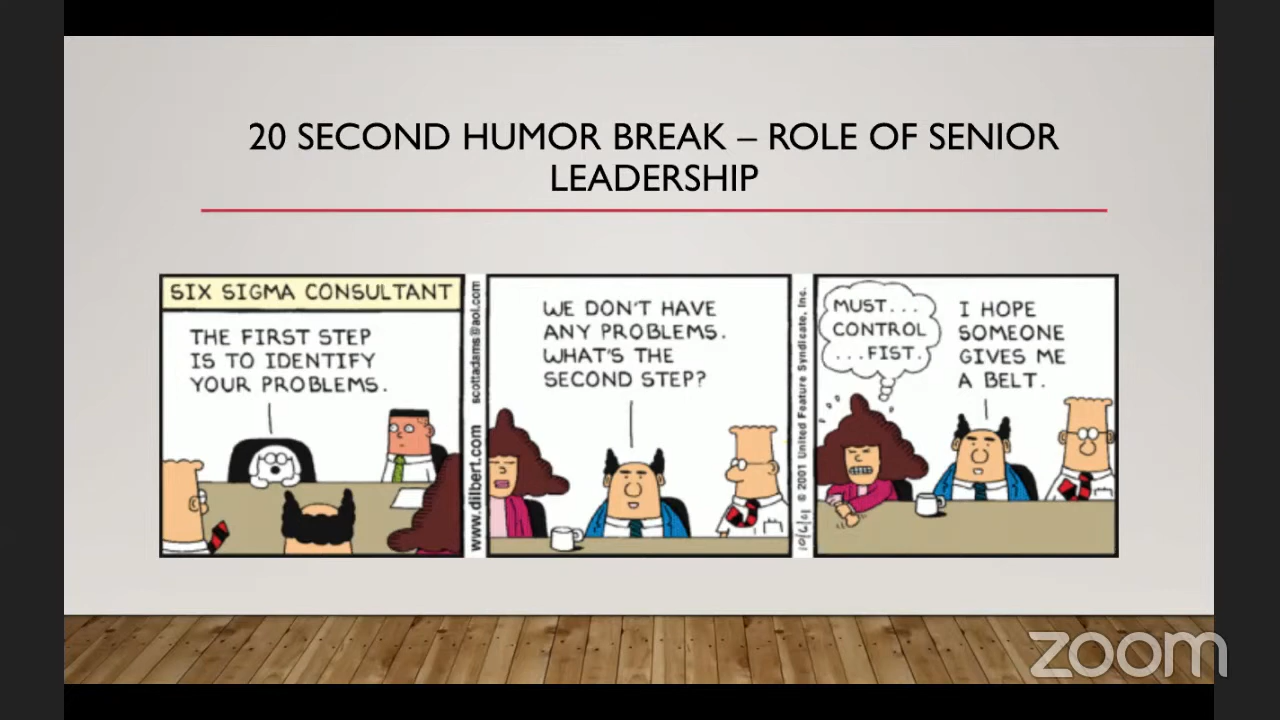 20 SECOND HUMOR BREAK – ROLE OF SENIOR
LEADERSHIP
SIX SIGMA CONSULTANT
THE FIRST STEP
IS TO IDENTIFY
YOUR PROBLEMS.
www.dilbert.com scottadams@aol.com
WE DON'T HAVE
ANY PROBLEMS.
WHAT'S THE
SECOND STEP?
© 2001 United Feature Syndicate, Inc.
MUST...
CONTROL
...FIST.
I HOPE
SOMEONE
GIVES ME
A BELT.
zoom